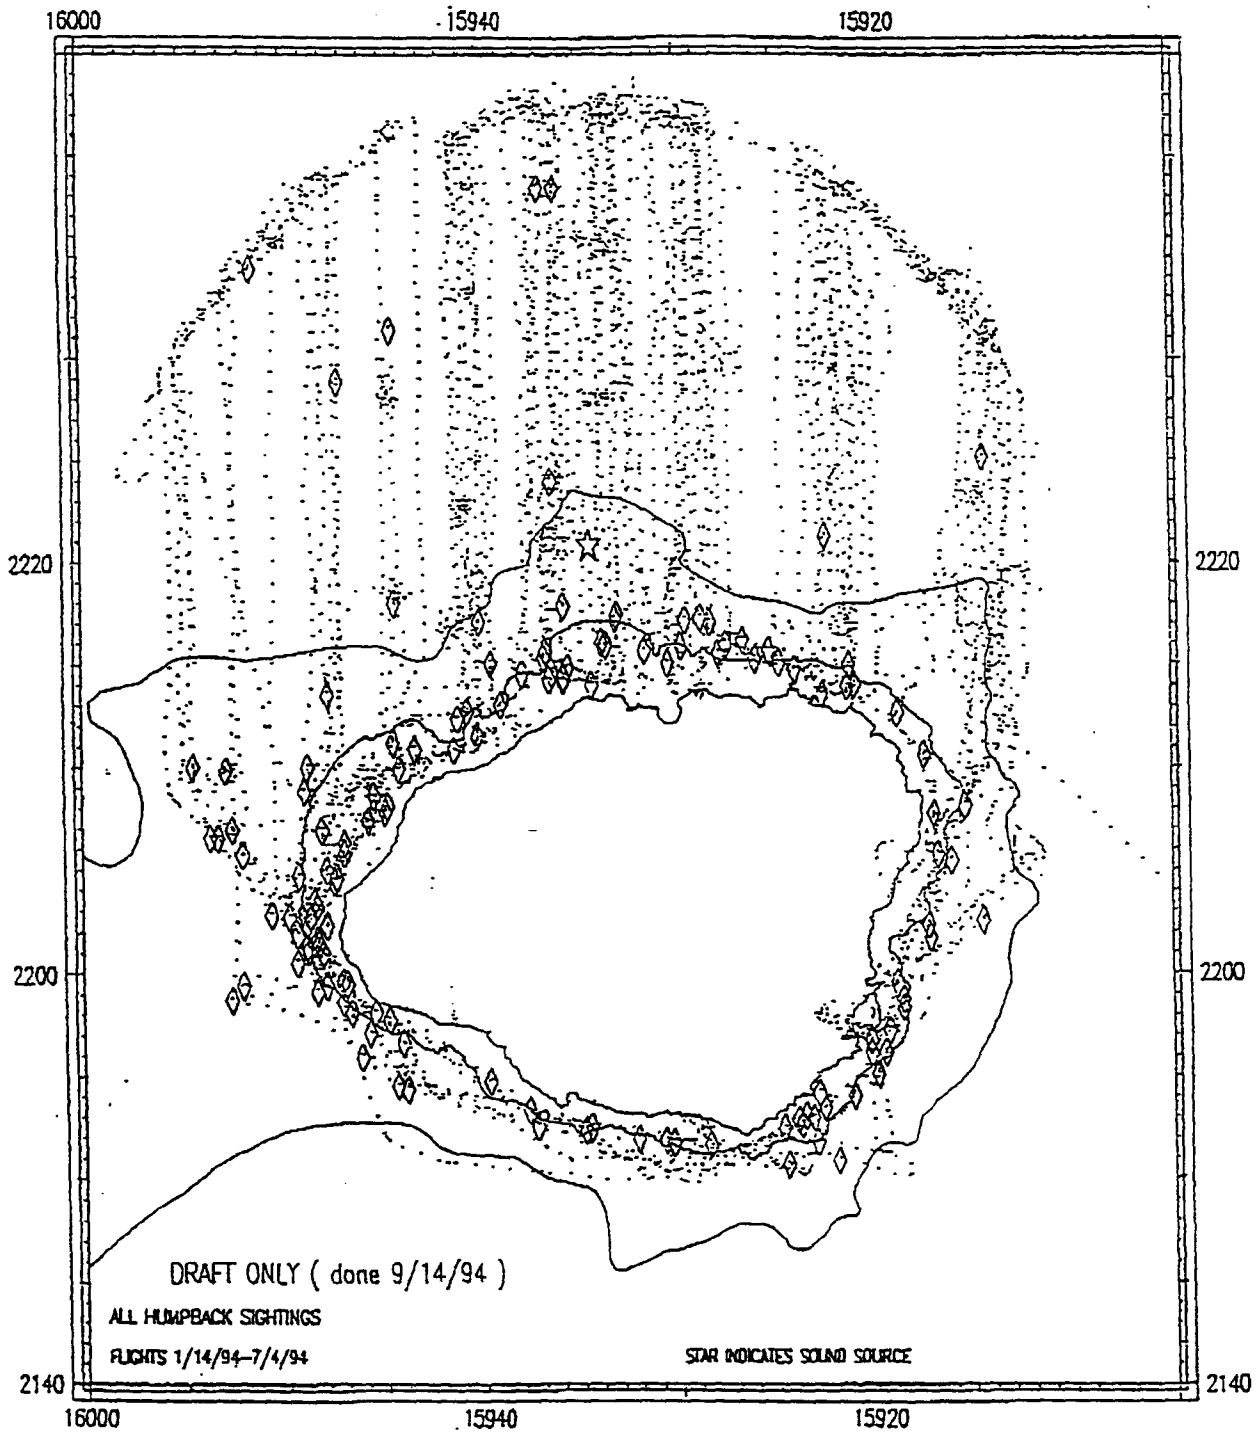 16000 15940 15920
2220 2220
2200 2200
DRAFT ONLY ( done 9/14/94 )
ALL HUMPBACK SIGHTINGS
FLIGHTS 1/14/94-7/4/94 STAR INDICATES SOUND SOURCE
2140 2140
16000 15940 15920